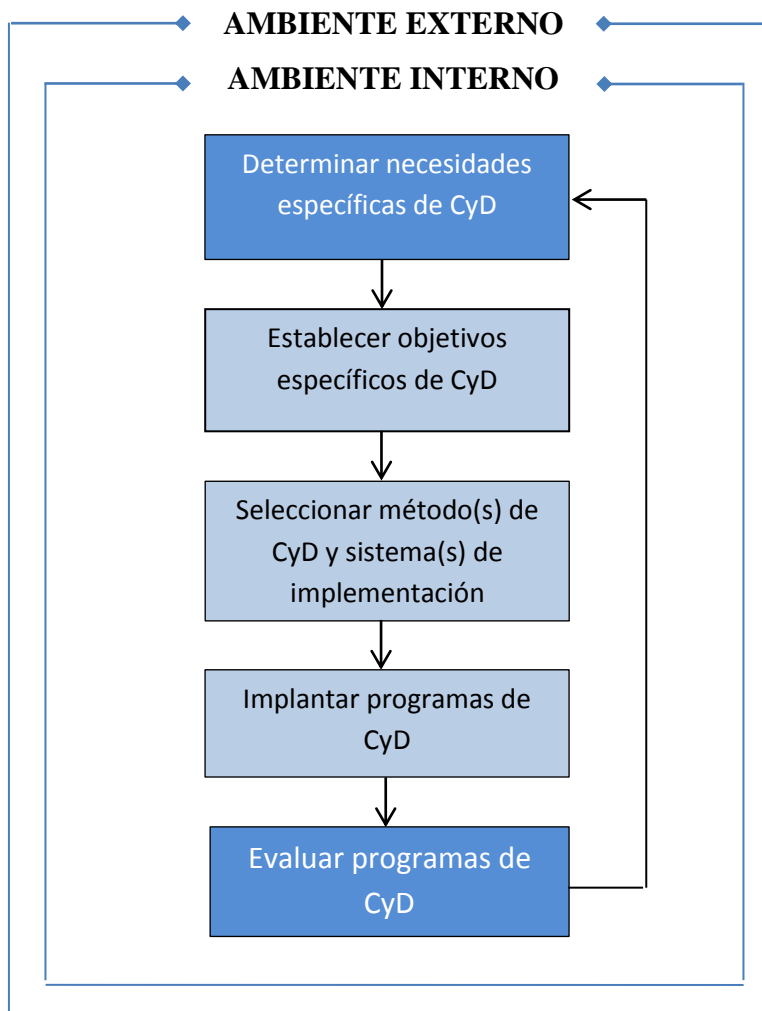 AMBIENTE EXTERNO
AMBIENTE INTERNO
Determinar necesidades
específicas de CyD
Establecer objetivos
específicos de CyD
Seleccionar método(s) de
CyD y sistema(s) de
implementación
Implantar programas de
CyD
Evaluar programas de
CyD